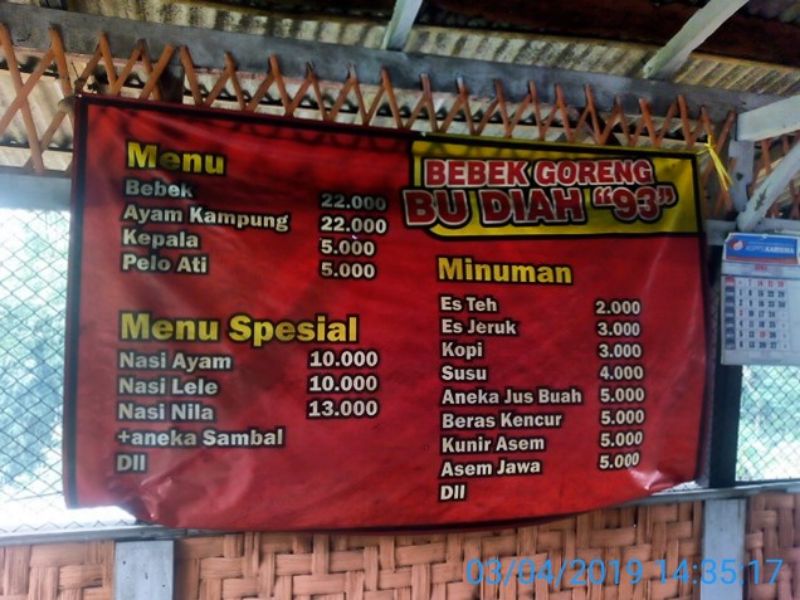 Menu
Bebek 22.000
Ayam Kampung 22.000
Kepala 5.000
Pelo Ati 5.000
Menu Spesial
Nasi Ayam 10.000
Nasi Lele 10.000
Nasi Nila 13.000
+aneka Sambal
Dll
BEBEK GORENG
BU DIAH "93"
Minuman
Es Teh 2.000
Es Jeruk 3.000
Kopi 3.000
Susu 4.000
Aneka Jus Buah 5.000
Beras Kencur 5.000
Kunir Asem 5.000
Asem Jawa 5.000
Dll
03/04/2019 14:35:17